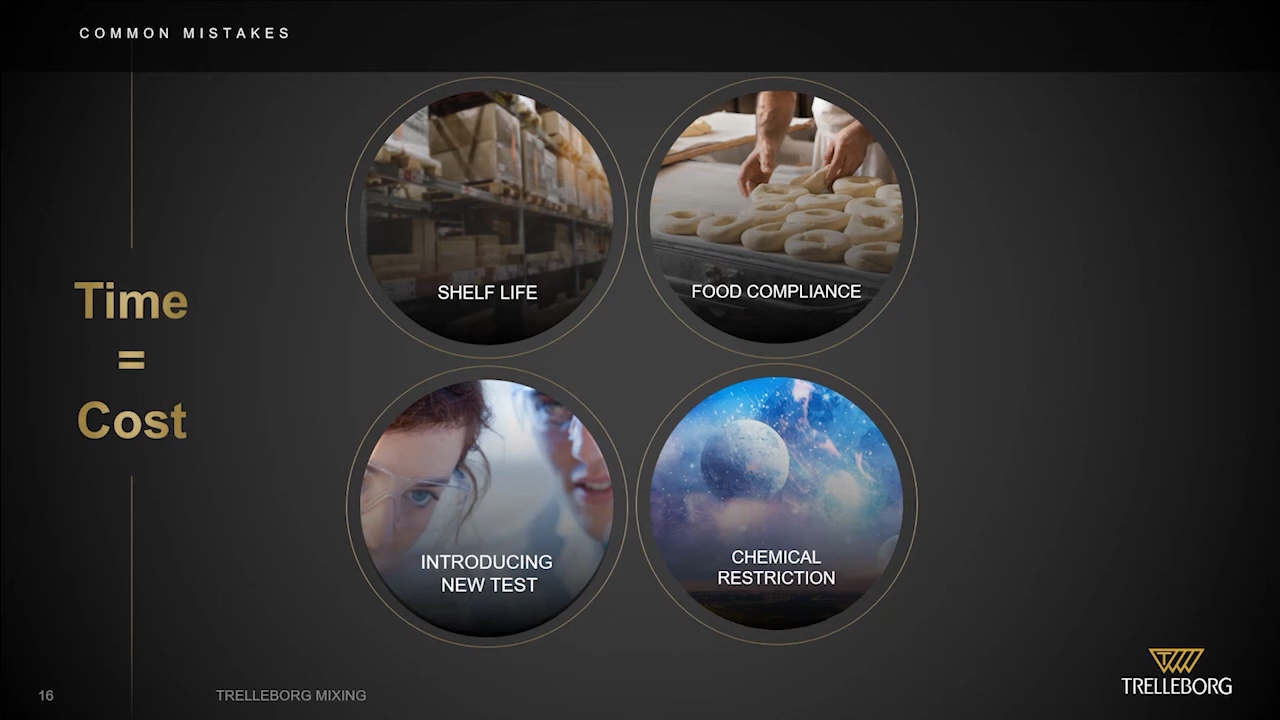 COMMON MISTAKES
Time
=
Cost
SHELF LIFE
FOOD COMPLIANCE
INTRODUCING
NEW TEST
CHEMICAL
RESTRICTION
16
TRELLEBORG MIXING
TRELLEBORG